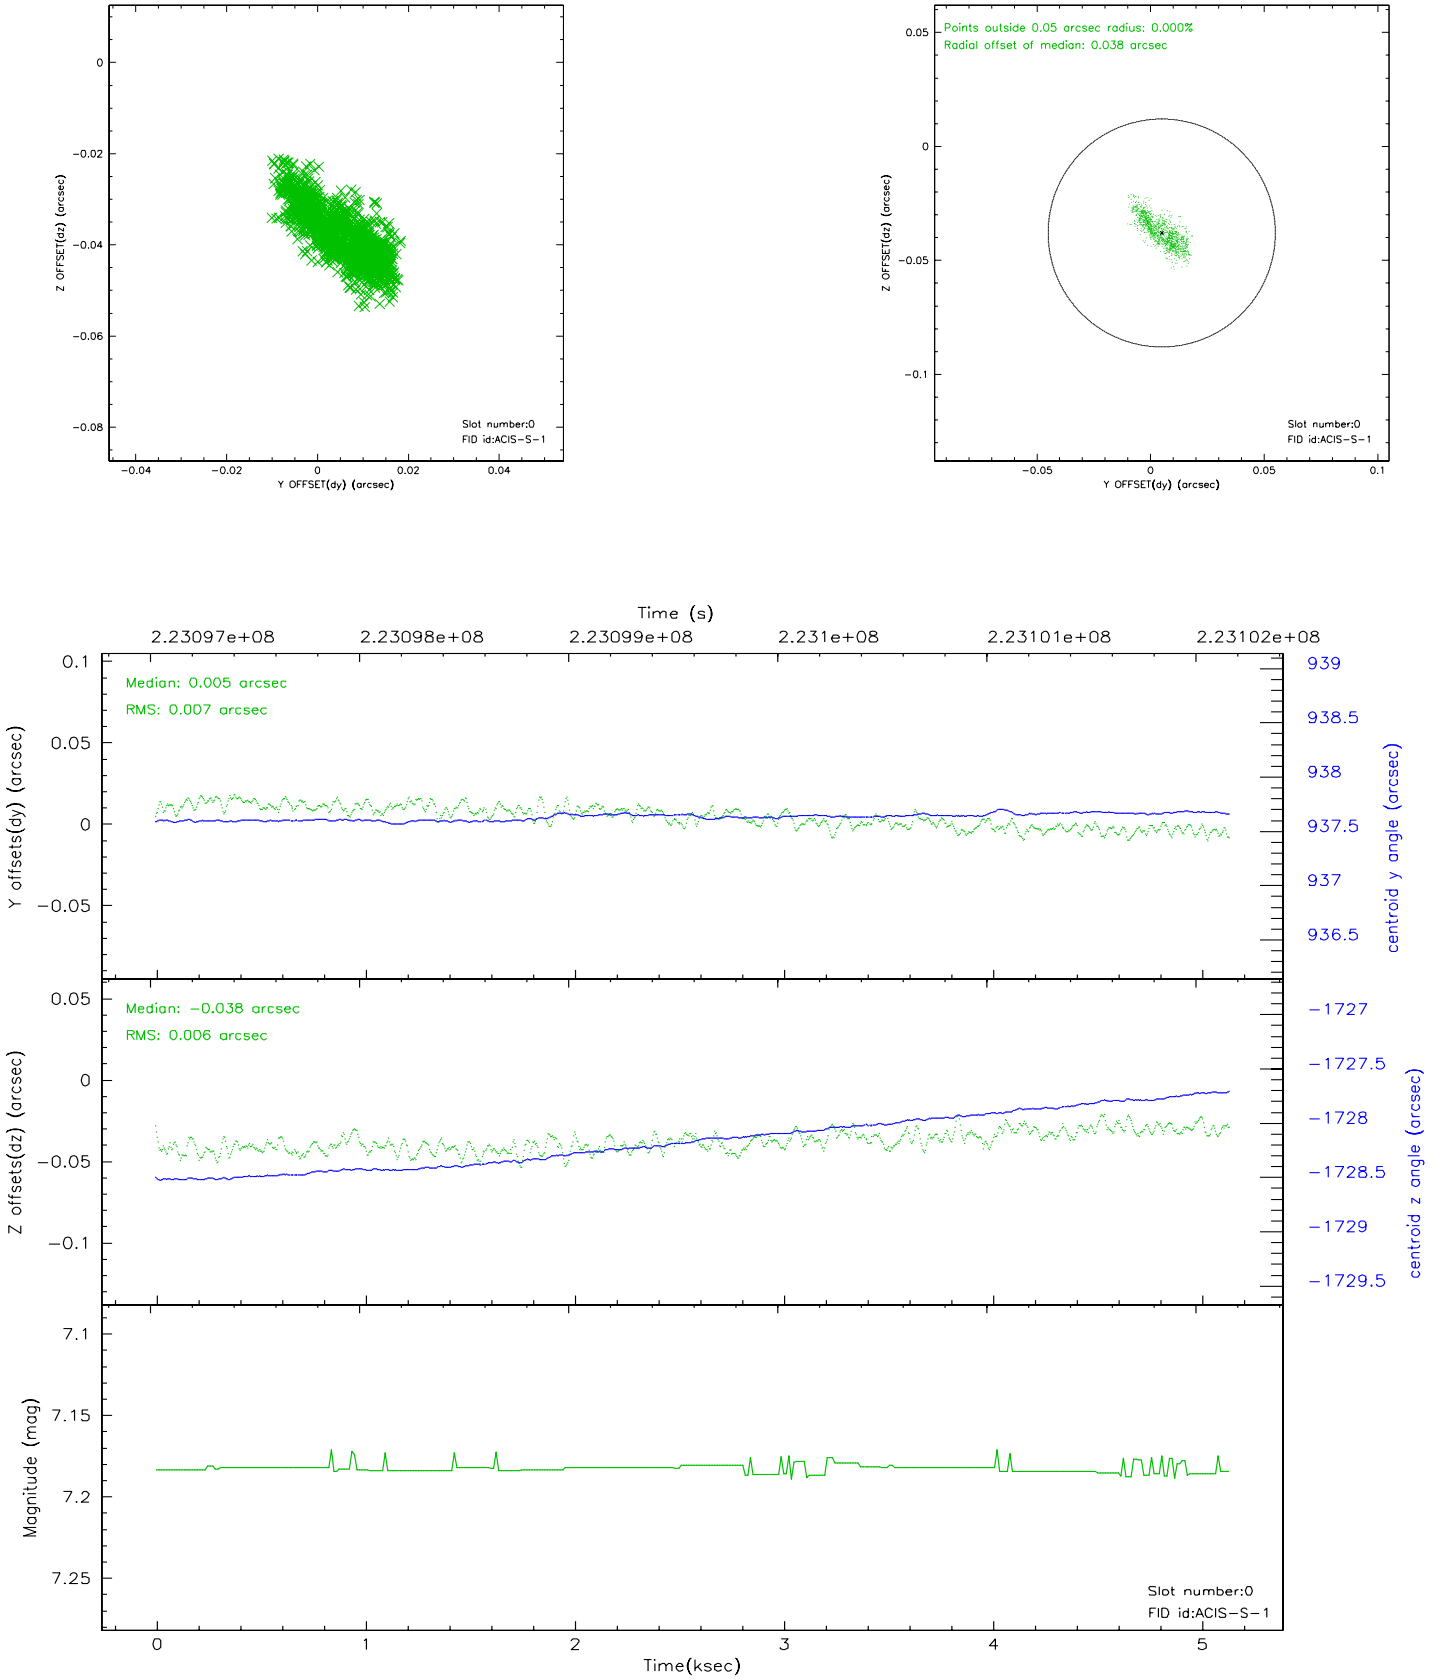 0
-0.02
-0.04
-0.06
-0.08
Z OFFSET(dz) (arcsec)
Slot number:0
FID id:ACIS-S-1
-0.04
-0.02
0
0.02
0.04
Y OFFSET(dy) (arcsec)
Points outside 0.05 arcsec radius: 0.000%
Radial offset of median: 0.038 arcsec
0.05
0
-0.05
-0.1
Z OFFSET(dz) (arcsec)
Slot number:0
FID id:ACIS-S-1
-0.05
0
0.05
0.1
Y OFFSET(dy) (arcsec)
Time (s)
2.23097e+08
2.23098e+08
2.23099e+08
2.231e+08
2.23101e+08
2.23102e+08
Median: 0.005 arcsec
RMS: 0.007 arcsec
0.1
0.05
0
-0.05
Y offsets(dy) (arcsec)
939
938.5
938
937.5
937
936.5
centroid y angle (arcsec)
Median: -0.038 arcsec
RMS: 0.006 arcsec
0.05
0
-0.05
-0.1
Z offsets(dz) (arcsec)
-1727
-1727.5
-1728
-1728.5
-1729
-1729.5
centroid z angle (arcsec)
7.1
7.15
7.2
7.25
Magnitude (mag)
Slot number:0
FID id:ACIS-S-1
0
1
2
3
4
5
Time(ksec)